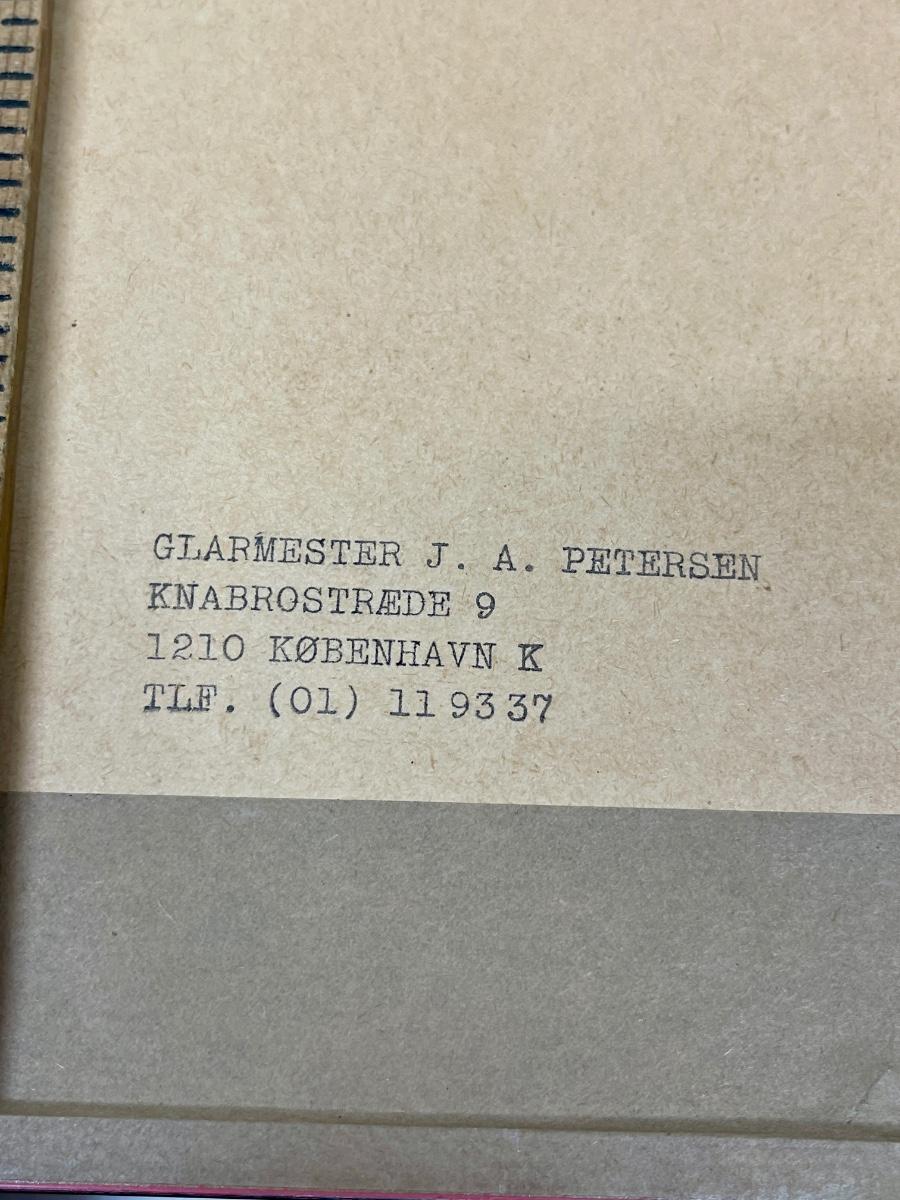 GLARMESTER J. A. PETERSEN
KNABROSTRÆDE 9
1210 KØBENHAVN K
TLF. (01) 11 93 37